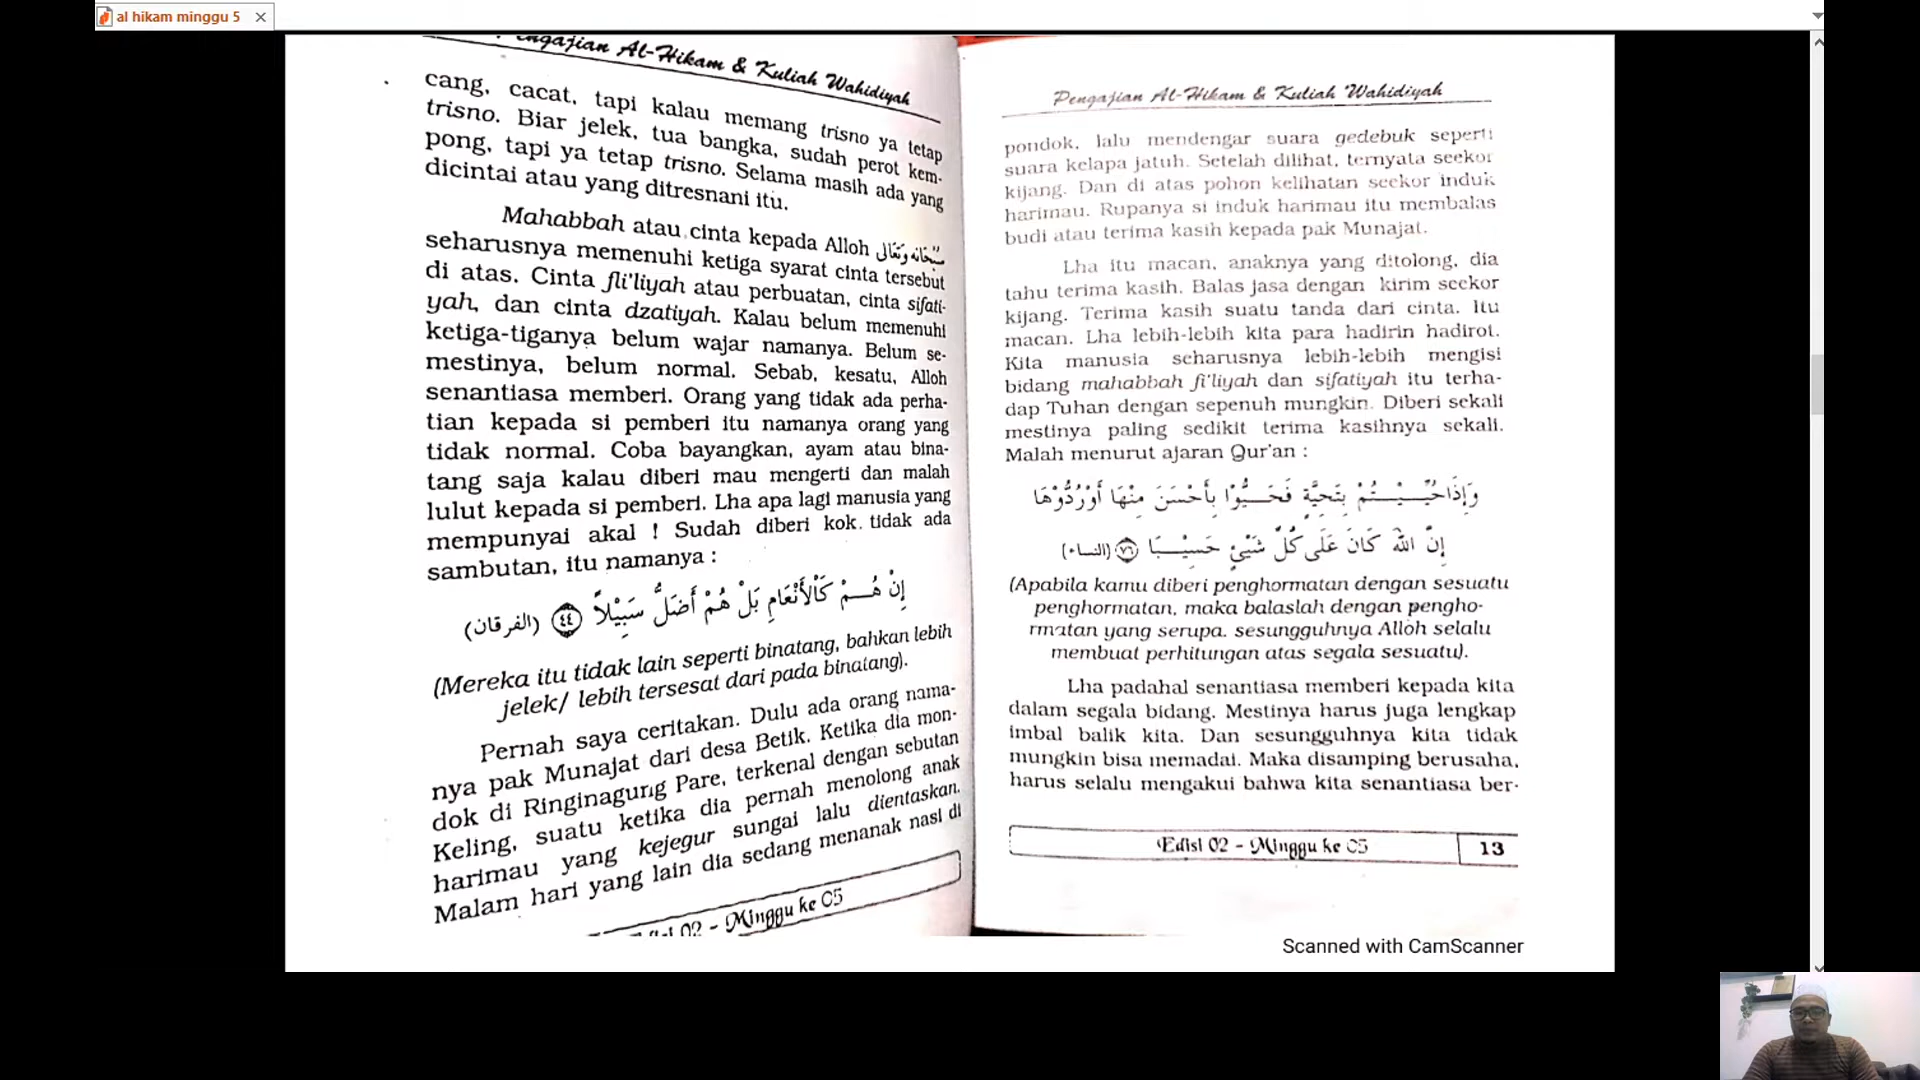 al hikam minggu 5
Pengajian Al-Hikam & Kuliah Wahidiyah
cang, cacat, tapi kalau memang trisno ya tetap
trisno. Biar jelek, tua bangka, sudah perot kem-
pong, tapi ya tetap trisno. Selama masih ada yang
dicintai atau yang ditresnani itu.
Mahabbah atau cinta kepada Alloh سُبْحَانَهُ وَتَعَالَى
seharusnya memenuhi ketiga syarat cinta tersebut
di atas. Cinta fli'liyah atau perbuatan, cinta sifati-
yah, dan cinta dzatiyah. Kalau belum memenuhi
ketiga-tiganya belum wajar namanya. Belum se-
mestinya, belum normal. Sebab, kesatu, Alloh
senantiasa memberi. Orang yang tidak ada perha-
tian kepada si pemberi itu namanya orang yang
tidak normal. Coba bayangkan, ayam atau bina-
tang saja kalau diberi mau mengerti dan malah
lulut kepada si pemberi. Lha apa lagi manusia yang
mempunyai akal ! Sudah diberi kok. tidak ada
sambutan, itu namanya :
إِنْ هُمْ كَالْأَنْعَامِ بَلْ هُمْ أَضَلُّ سَبِيْلاً ٤٤ (الفرقان)
(Mereka itu tidak lain seperti binatang, bahkan lebih
jelek/ lebih tersesat dari pada binatang).
Pernah saya ceritakan. Dulu ada orang nama-
nya pak Munajat dari desa Betik. Ketika dia mon-
dok di Ringinagung Pare, terkenal dengan sebutan
Keling, suatu ketika dia pernah menolong anak
harimau yang kejegur sungai lalu dientaskan.
Malam hari yang lain dia sedang menanak nasi di
02 - Minggu ke 05
Pengajian Al-Hikam & Kuliah Wahidiyah
pondok, lalu mendengar suara gedebuk seperti
suara kelapa jatuh. Setelah dilihat, ternyata seekor
kijang. Dan di atas pohon kelihatan seekor induk
harimau. Rupanya si induk harimau itu membalas
budi atau terima kasih kepada pak Munajat.
Lha itu macan, anaknya yang ditolong, dia
tahu terima kasih. Balas jasa dengan kirim seekor
kijang. Terima kasih suatu tanda dari cinta. Itu
macan. Lha lebih-lebih kita para hadirin hadirot.
Kita manusia seharusnya lebih-lebih mengisi
bidang mahabbah fi'liyah dan sifatiyah itu terha-
dap Tuhan dengan sepenuh mungkin. Diberi sekali
mestinya paling sedikit terima kasihnya sekali.
Malah menurut ajaran Qur'an :
وَإِذَا حُيِّيْتُمْ بِتَحِيَّةٍ فَحَيُّوْا بِأَحْسَنَ مِنْهَا أَوْرُدُّوْهَا
إِنَّ اللهَ كَانَ عَلَى كُلِّ شَيْئٍ حَسِيْبًا ٧٦ (النساء)
(Apabila kamu diberi penghormatan dengan sesuatu
penghormatan, maka balaslah dengan pengho-
rmatan yang serupa. sesungguhnya Alloh selalu
membuat perhitungan atas segala sesuatu).
Lha padahal senantiasa memberi kepada kita
dalam segala bidang. Mestinya harus juga lengkap
imbal balik kita. Dan sesungguhnya kita tidak
mungkin bisa memadai. Maka disamping berusaha,
harus selalu mengakui bahwa kita senantiasa ber-
Edisi 02 - Minggu ke 05
13
Scanned with CamScanner